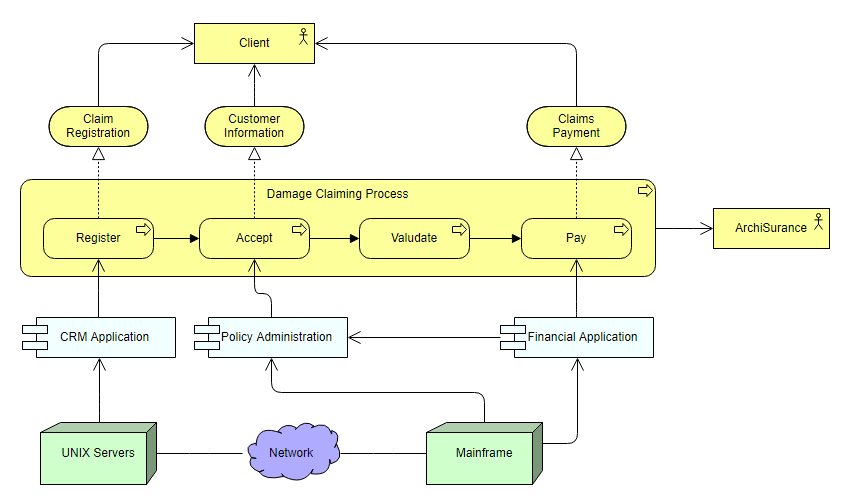 Client
Claim
Registration
Customer
Information
Claims
Payment
Damage Claiming Process
Register
Accept
Valudate
Pay
ArchiSurance
CRM Application
Policy Administration
Financial Application
UNIX Servers
Network
Mainframe